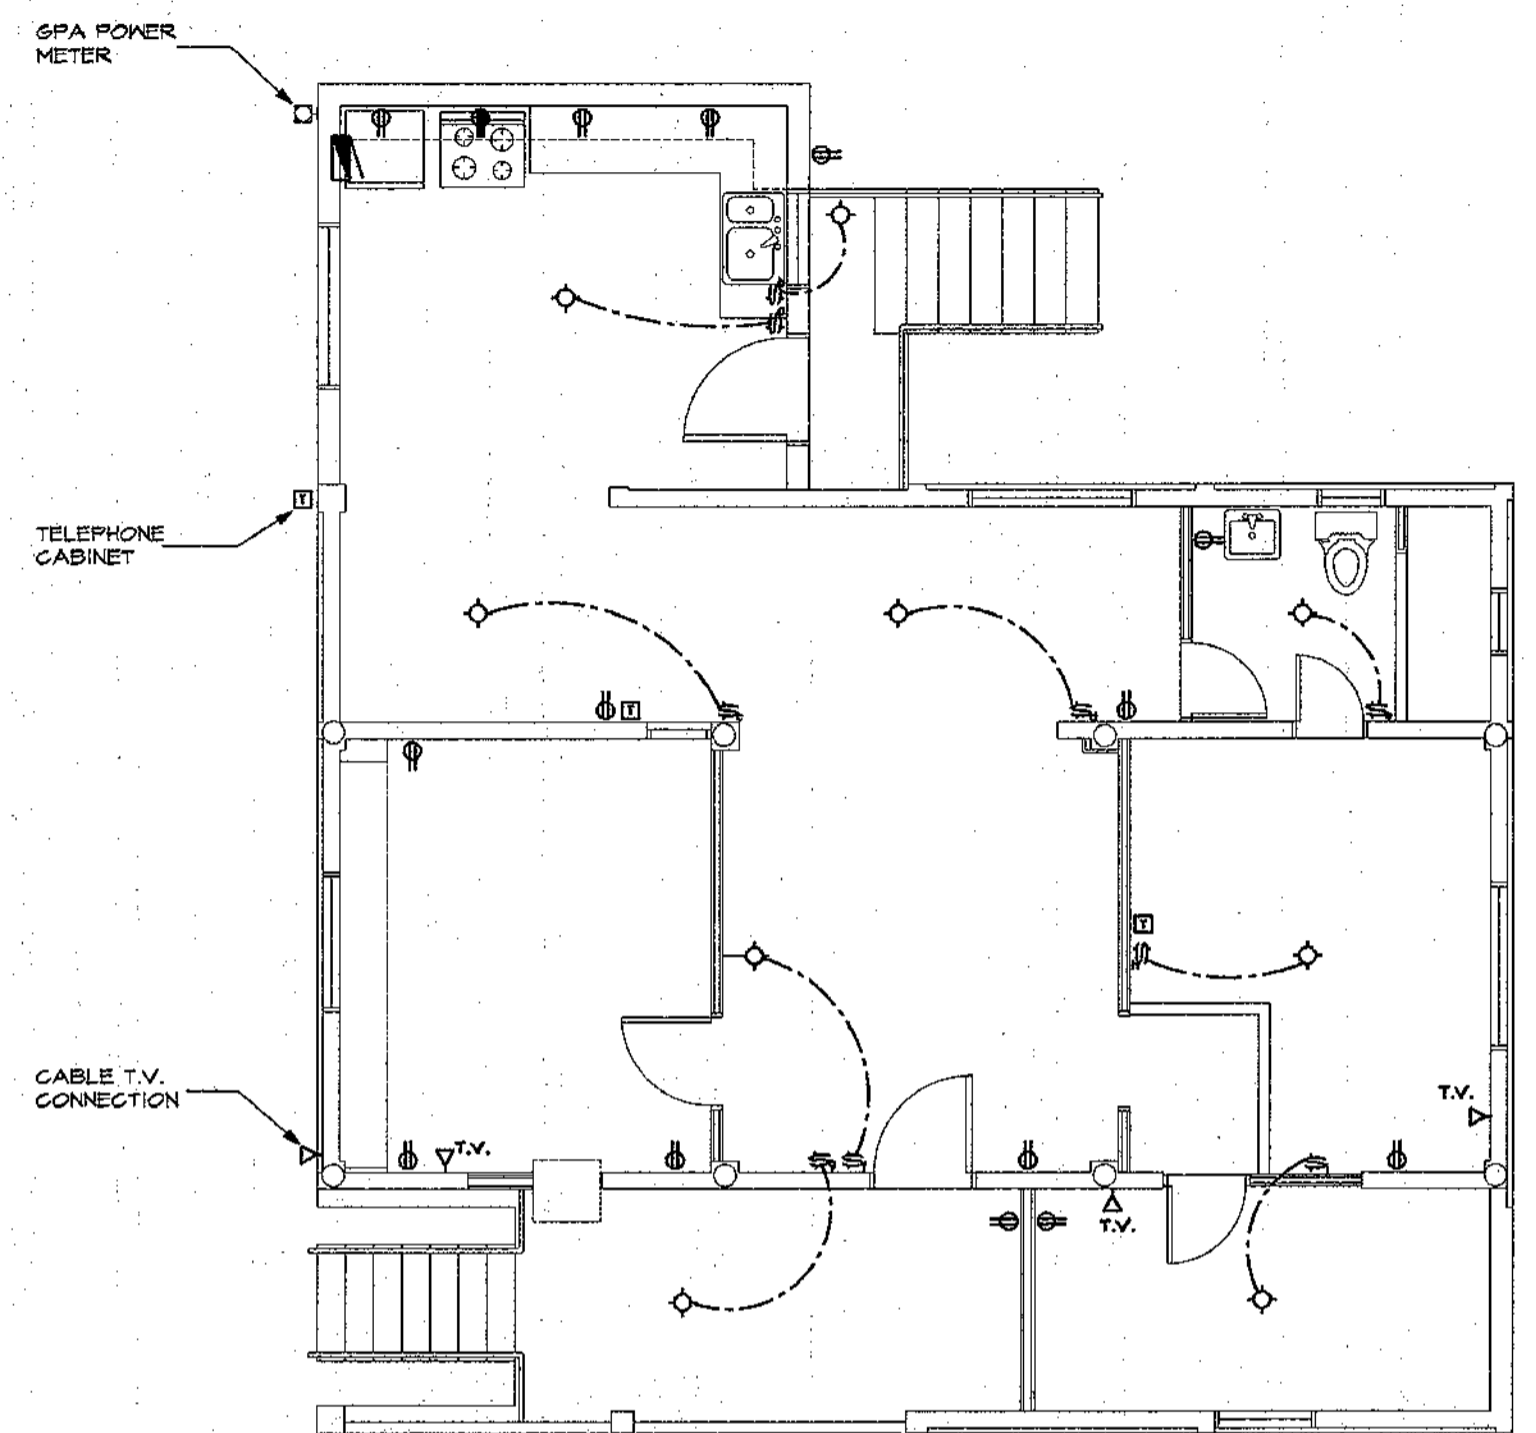 GPA POWER
METER
T
TELEPHONE
CABINET
T
T
CABLE T.V.
CONNECTION
T.V.
T.V.
T.V.